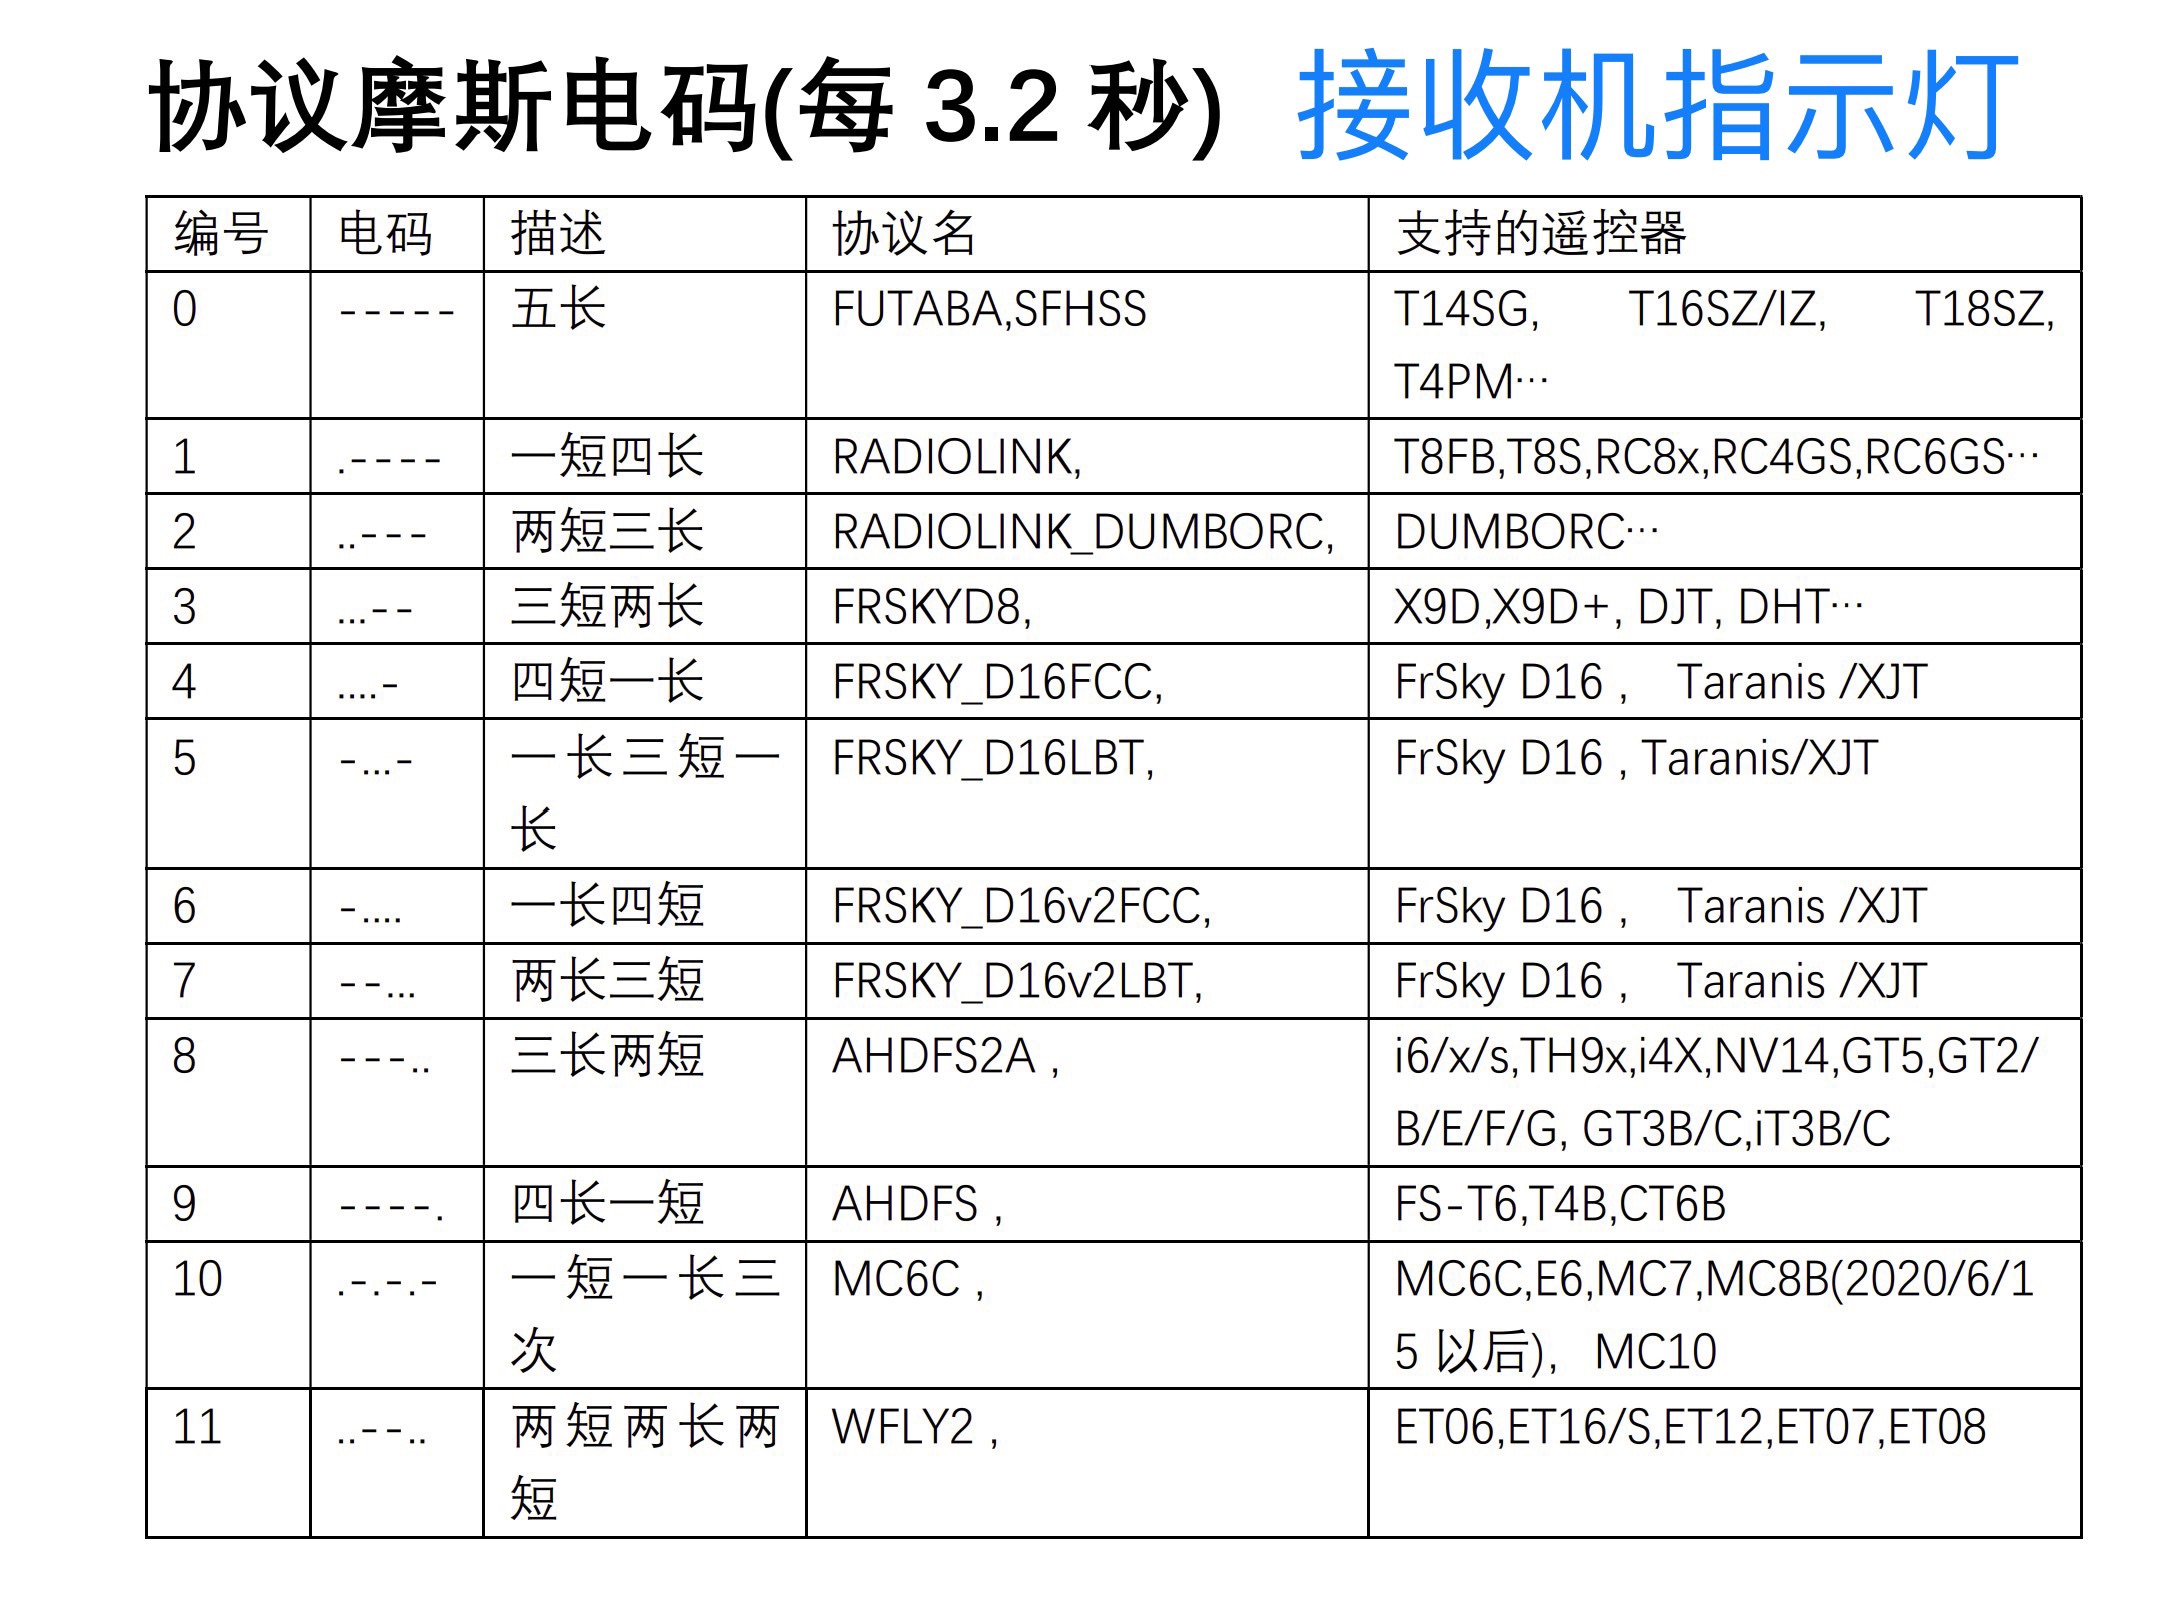 协议摩斯电码(每 3.2 秒) 接收机指示灯
编号 电码 描述 协议名 支持的遥控器
0 ----- 五长 FUTABA,SFHSS T14SG, T16SZ/IZ, T18SZ,
T4PM…
1 .---- 一短四长 RADIOLINK, T8FB,T8S,RC8x,RC4GS,RC6GS…
2 ..--- 两短三长 RADIOLINK_DUMBORC, DUMBORC…
3 ...-- 三短两长 FRSKYD8, X9D,X9D+, DJT, DHT…
4 ....- 四短一长 FRSKY_D16FCC, FrSky D16 , Taranis /XJT
5 -...- 一长三短一 FRSKY_D16LBT, FrSky D16 , Taranis/XJT
长
6 -.... 一长四短 FRSKY_D16v2FCC, FrSky D16 , Taranis /XJT
7 --... 两长三短 FRSKY_D16v2LBT, FrSky D16 , Taranis /XJT
8 ---.. 三长两短 AHDFS2A , i6/x/s,TH9x,i4X,NV14,GT5,GT2/
B/E/F/G, GT3B/C,iT3B/C
9 ----. 四长一短 AHDFS , FS-T6,T4B,CT6B
10 .-.-.- 一短一长三 MC6C , MC6C,E6,MC7,MC8B(2020/6/1
次 5 以后)，MC10
11 ..--.. 两短两长两 WFLY2 , ET06,ET16/S,ET12,ET07,ET08
短